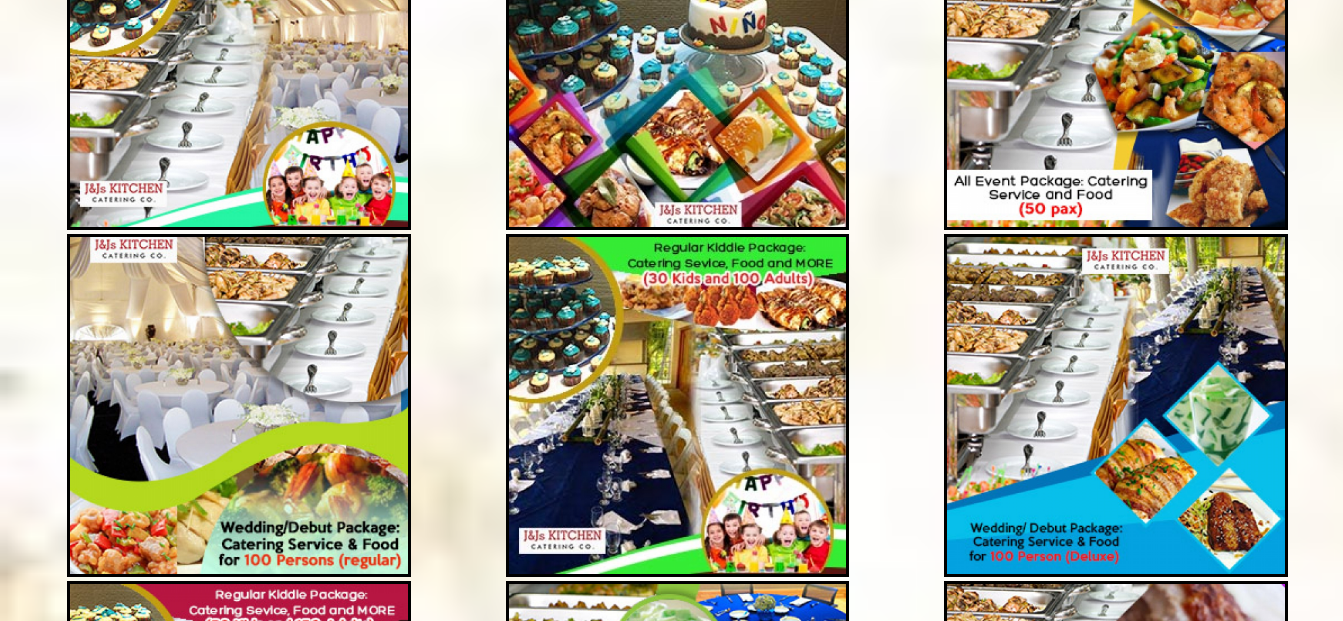 NIÑO
AP
J&Js KITCHEN
CATERING CO.
J&Js KITCHEN
CATERING CO.
All Event Package: Catering
Service and Food
(50 pax)
J&Js KITCHEN
CATERING CO.
Wedding/Debut Package:
Catering Service & Food
for 100 Persons (regular)
Regular Kiddie Package:
Catering Sevice, Food and MORE
(30 Kids and 100 Adults)
AP
J&Js KITCHEN
CATERING CO.
J&Js KITCHEN
CATERING CO.
Wedding/ Debut Package:
Catering Service & Food
for 100 Person (Deluxe)
Regular Kiddie Package:
Catering Sevice, Food and MORE